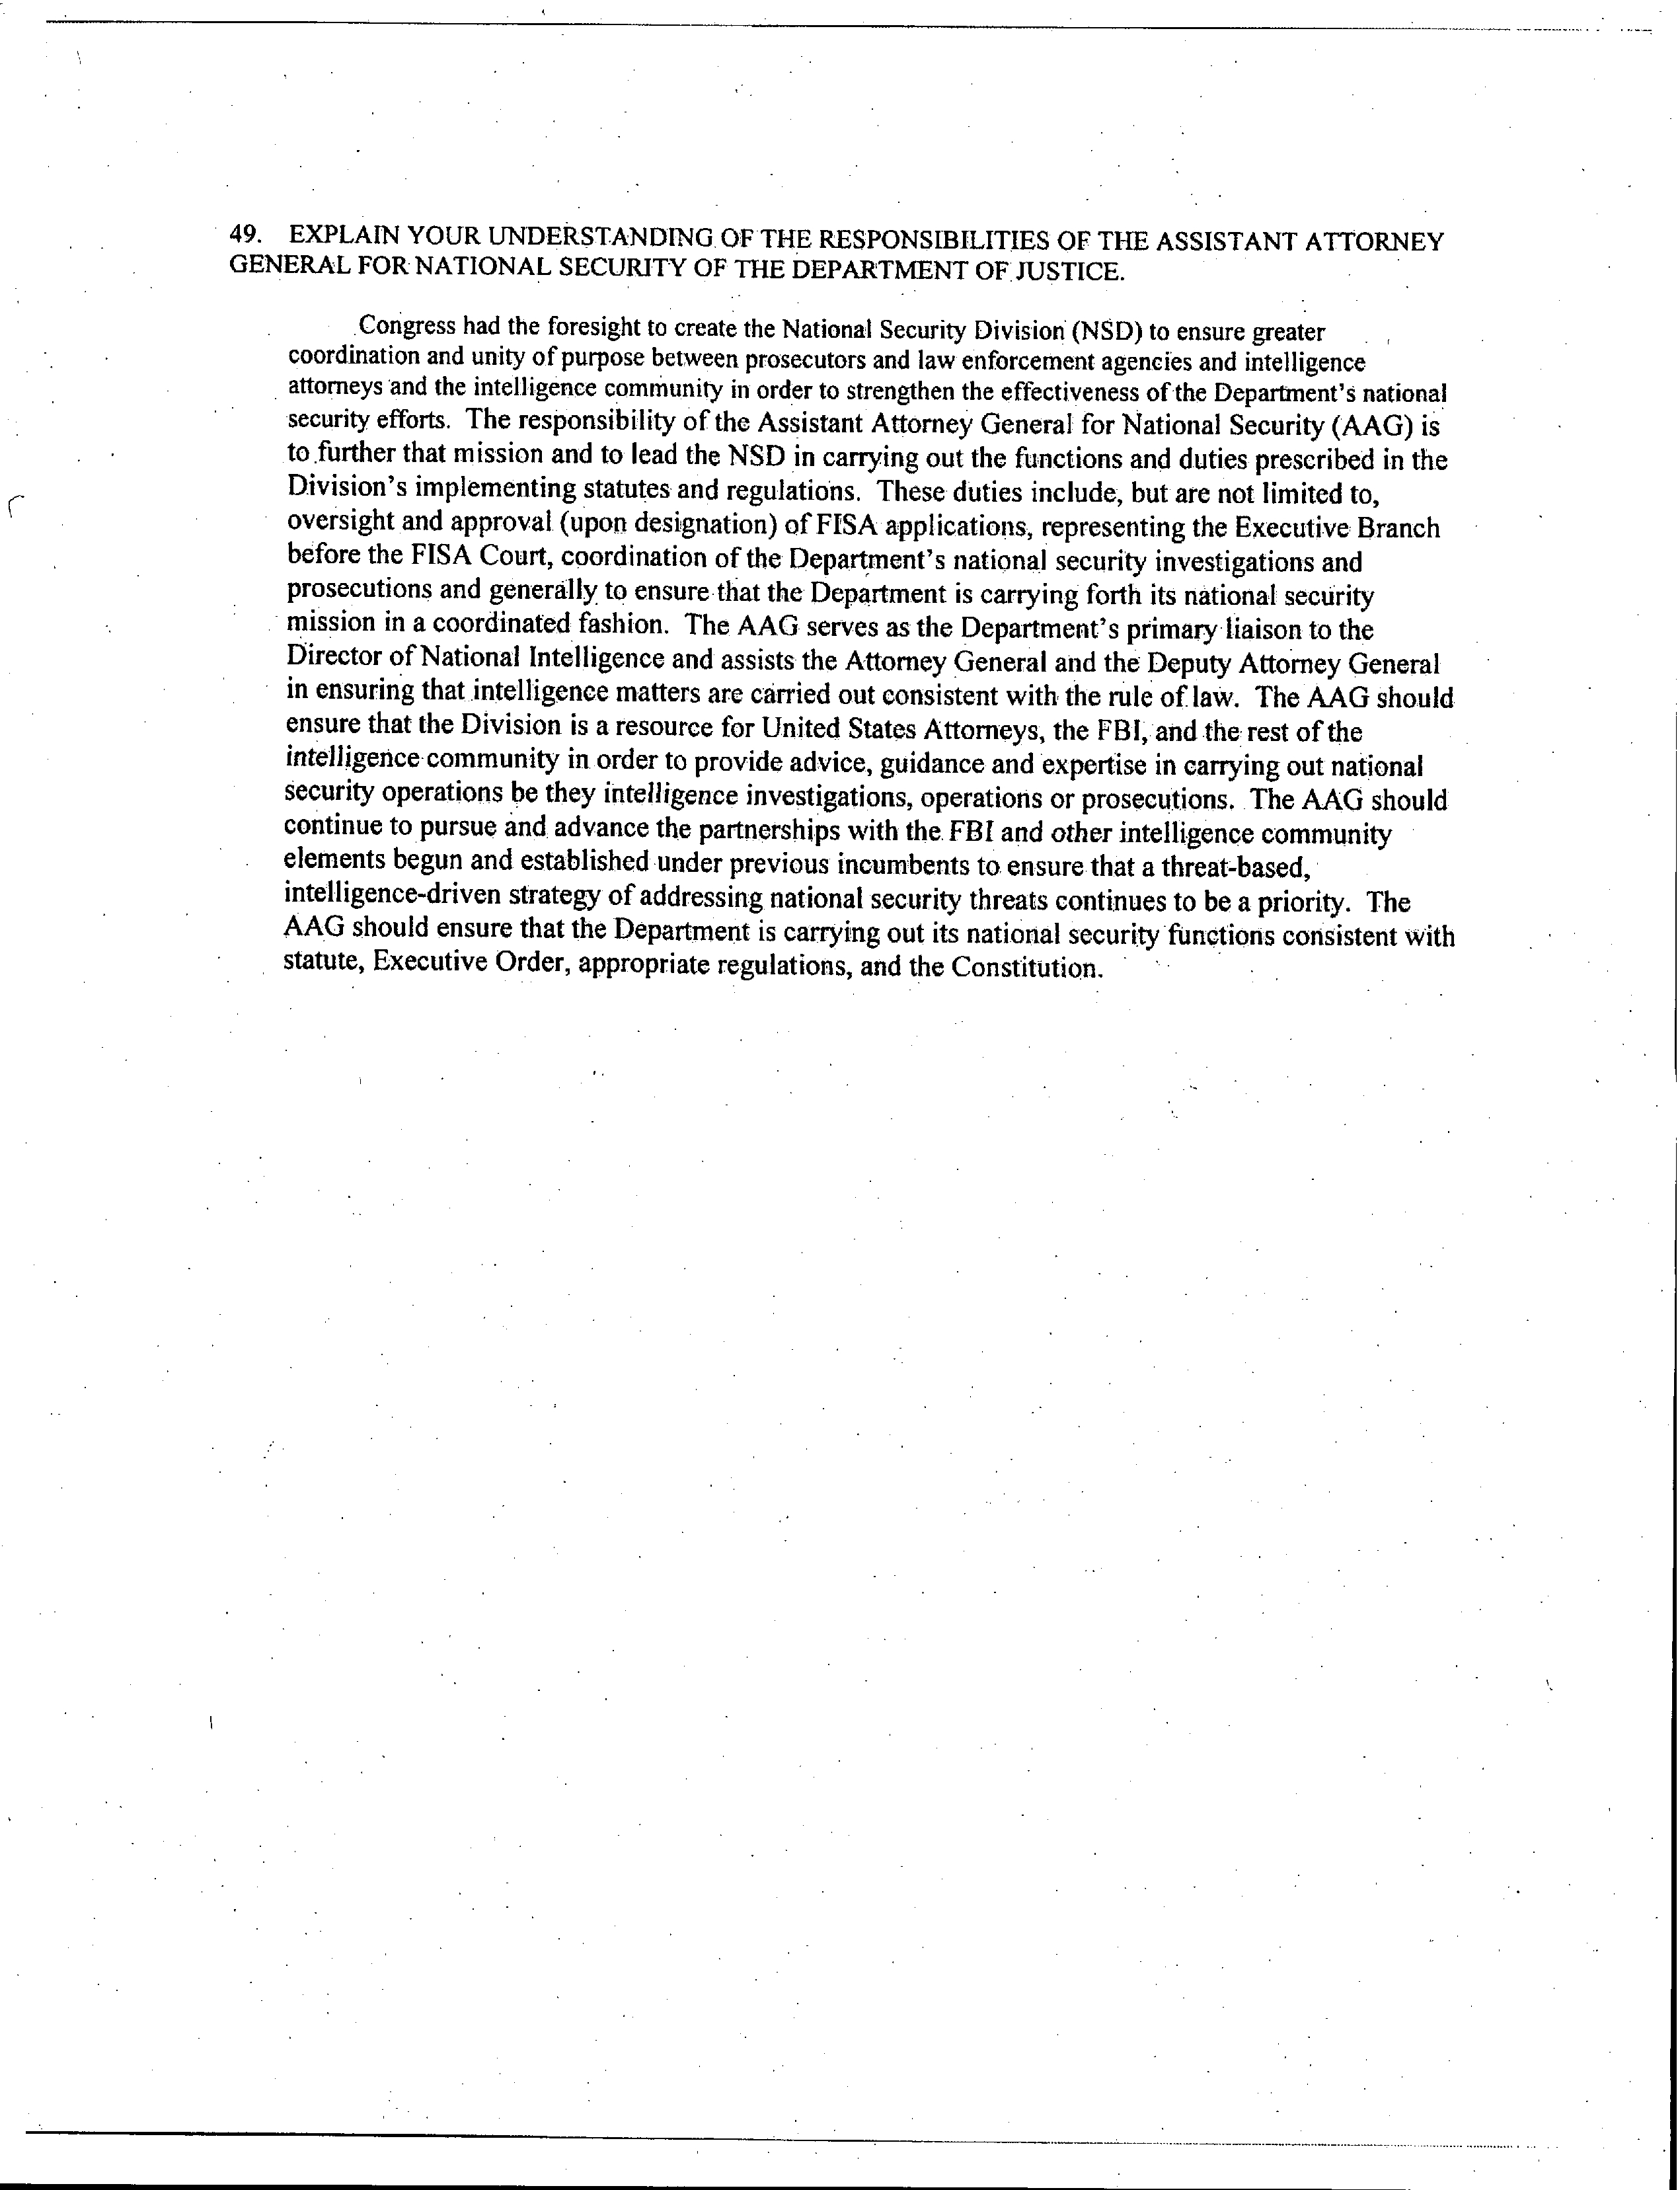 49. EXPLAIN YOUR UNDERSTANDING OF THE RESPONSIBILITIES OF THE ASSISTANT ATTORNEY
GENERAL FOR NATIONAL SECURITY OF THE DEPARTMENT OF JUSTICE.
Congress had the foresight to create the National Security Division (NSD) to ensure greater
coordination and unity of purpose between prosecutors and law enforcement agencies and intelligence
attorneys and the intelligence community in order to strengthen the effectiveness of the Department's national
security efforts. The responsibility of the Assistant Attorney General for National Security (AAG) is
to further that mission and to lead the NSD in carrying out the functions and duties prescribed in the
Division's implementing statutes and regulations. These duties include, but are not limited to,
oversight and approval (upon designation) of FISA applications, representing the Executive Branch
before the FISA Court, coordination of the Department's national security investigations and
prosecutions and generally to ensure that the Department is carrying forth its national security
mission in a coordinated fashion. The AAG serves as the Department's primary liaison to the
Director of National Intelligence and assists the Attorney General and the Deputy Attorney General
in ensuring that intelligence matters are carried out consistent with the rule of law. The AAG should
ensure that the Division is a resource for United States Attorneys, the FBI, and the rest of the
intelligence community in order to provide advice, guidance and expertise in carrying out national
security operations be they intelligence investigations, operations or prosecutions. The AAG should
continue to pursue and advance the partnerships with the FBI and other intelligence community
elements begun and established under previous incumbents to ensure that a threat-based,
intelligence-driven strategy of addressing national security threats continues to be a priority. The
AAG should ensure that the Department is carrying out its national security functions consistent with
statute, Executive Order, appropriate regulations, and the Constitution.